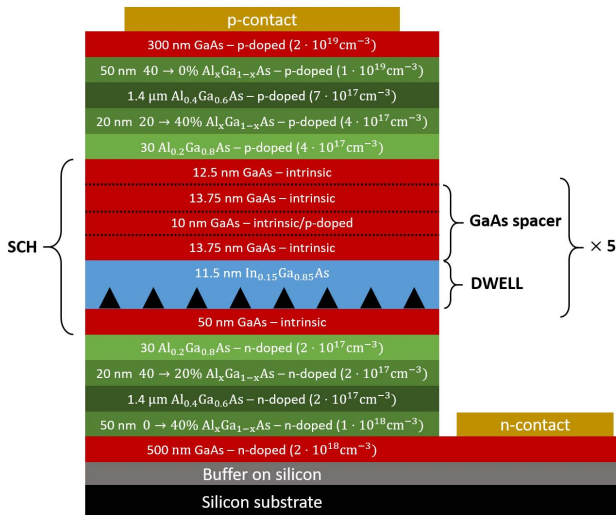 p-contact
300 nm GaAs – p-doped (2 · 10¹⁹cm⁻³)
50 nm 40 → 0% AlₓGa₁₋ₓAs – p-doped (1 · 10¹⁹cm⁻³)
1.4 μm Al₀.₄Ga₀.₆As – p-doped (7 · 10¹⁷cm⁻³)
20 nm 20 → 40% AlₓGa₁₋ₓAs – p-doped (4 · 10¹⁷cm⁻³)
30 Al₀.₂Ga₀.₈As – p-doped (4 · 10¹⁷cm⁻³)
12.5 nm GaAs – intrinsic
13.75 nm GaAs – intrinsic
10 nm GaAs – intrinsic/p-doped
13.75 nm GaAs – intrinsic
GaAs spacer
× 5
SCH
11.5 nm In₀.₁₅Ga₀.₈₅As
DWELL
50 nm GaAs – intrinsic
30 Al₀.₂Ga₀.₈As – n-doped (2 · 10¹⁷cm⁻³)
20 nm 40 → 20% AlₓGa₁₋ₓAs – n-doped (2 · 10¹⁷cm⁻³)
1.4 μm Al₀.₄Ga₀.₆As – n-doped (2 · 10¹⁷cm⁻³)
50 nm 0 → 40% AlₓGa₁₋ₓAs – n-doped (1 · 10¹⁸cm⁻³)
n-contact
500 nm GaAs – n-doped (2 · 10¹⁸cm⁻³)
Buffer on silicon
Silicon substrate